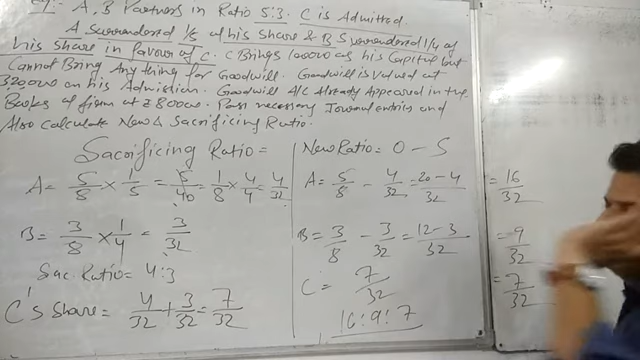 Eg:- A, B Partners in Ratio 5:3. C is Admitted.
A Surrendered 1/5 of his Share & B Surrendered 1/4 of
his Share in favour of C. C Brings 100000 as his Capital but
Cannot Bring Anything for Goodwill. Goodwill is Valued at
320000 on his Admission. Goodwill A/c Already Appeared in the
Books of firm at ₹ 80000. Pass necessary Journal entries and
Also Calculate New & Sacrificing Ratio.
Sacrificing Ratio =
A = 5/8 × 1/5 = 5/40 = 1/8 × 4/4 = 4/32
B = 3/8 × 1/4 = 3/32
Sac. Ratio = 4:3
C's Share = 4/32 + 3/32 = 7/32
New Ratio = O - S
A = 5/8 - 4/32 = 20-4/32 = 16/32
B = 3/8 - 3/32 = 12-3/32 = 9/32
C = 7/32 = 7/32
16:9:7